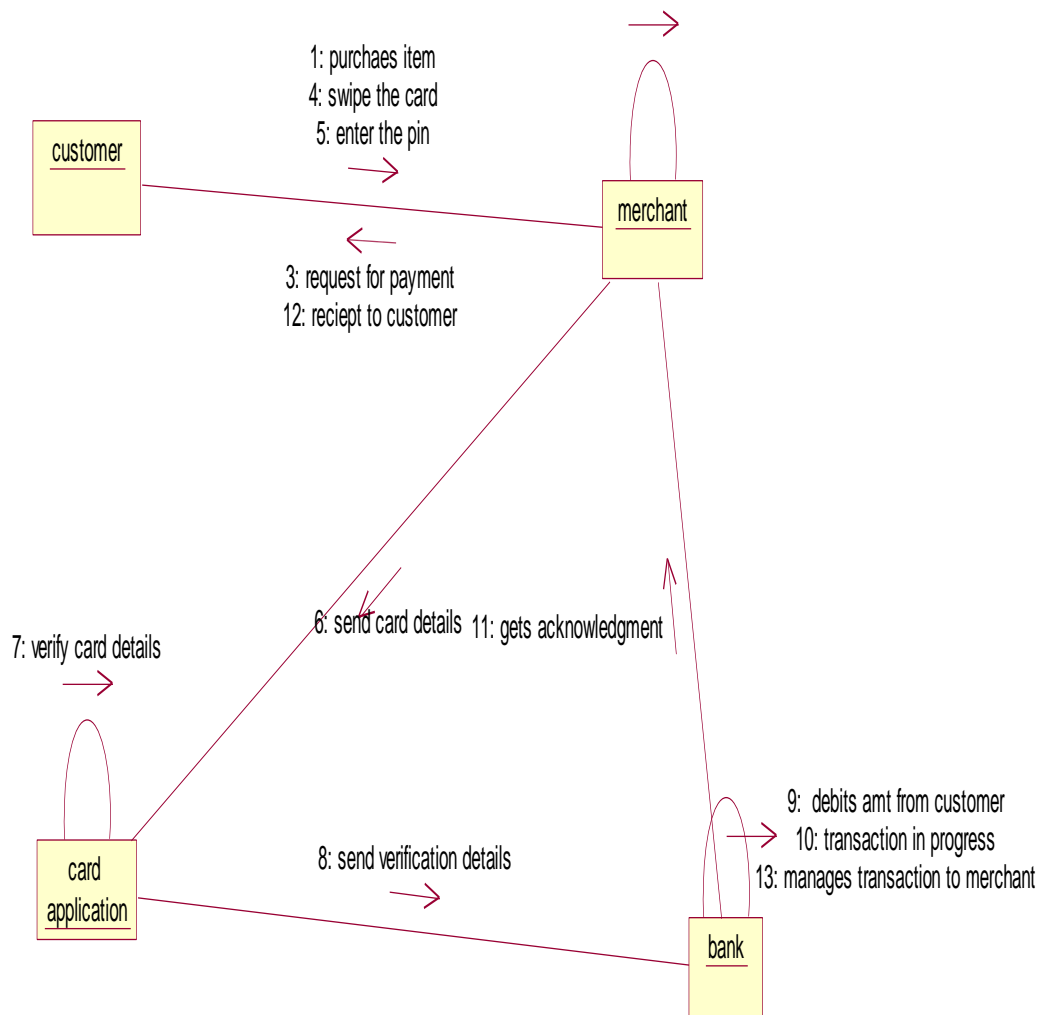 1: purchaes item
4: swipe the card
5: enter the pin
customer
merchant
3: request for payment
12: reciept to customer
6: send card details
11: gets acknowledgment
7: verify card details
9: debits amt from customer
10: transaction in progress
13: manages transaction to merchant
8: send verification details
card
application
bank